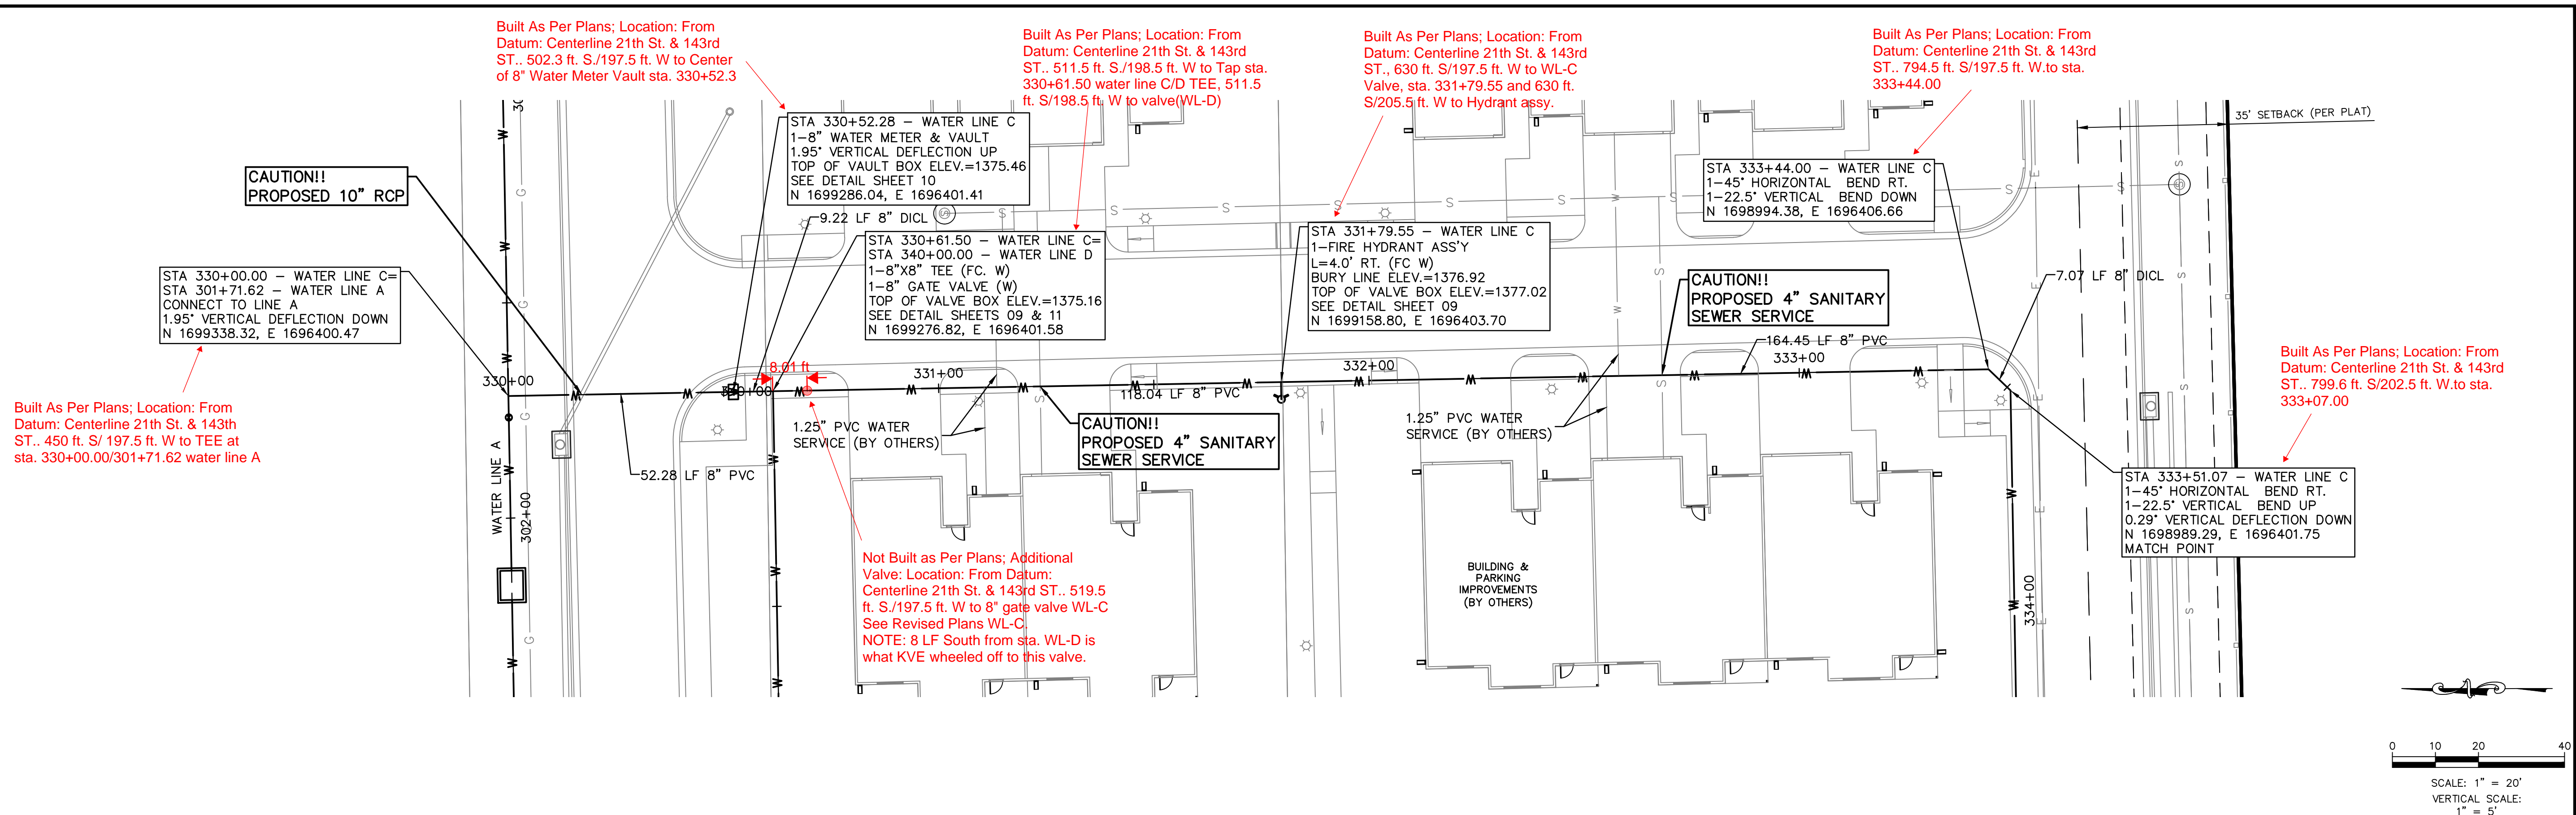 Built As Per Plans; Location: From
Datum: Centerline 21th St. & 143rd
ST.. 502.3 ft. S./197.5 ft. W to Center
of 8" Water Meter Vault sta. 330+52.3
Built As Per Plans; Location: From
Datum: Centerline 21th St. & 143rd
ST.. 511.5 ft. S./198.5 ft. W to Tap sta.
330+61.50 water line C/D TEE, 511.5
ft. S/198.5 ft. W to valve(WL-D)
Built As Per Plans; Location: From
Datum: Centerline 21th St. & 143rd
ST., 630 ft. S/197.5 ft. W to WL-C
Valve, sta. 331+79.55 and 630 ft.
S/205.5 ft. W to Hydrant assy.
Built As Per Plans; Location: From
Datum: Centerline 21th St. & 143rd
ST.. 794.5 ft. S/197.5 ft. W.to sta.
333+44.00
35' SETBACK (PER PLAT)
STA 330+52.28 – WATER LINE C
1–8" WATER METER & VAULT
1.95° VERTICAL DEFLECTION UP
TOP OF VAULT BOX ELEV.=1375.46
SEE DETAIL SHEET 10
N 1699286.04, E 1696401.41
CAUTION!!
PROPOSED 10" RCP
STA 333+44.00 – WATER LINE C
1–45° HORIZONTAL BEND RT.
1–22.5° VERTICAL BEND DOWN
N 1698994.38, E 1696406.66
9.22 LF 8" DICL
STA 330+61.50 – WATER LINE C=
STA 340+00.00 – WATER LINE D
1–8"X8" TEE (FC. W)
1–8" GATE VALVE (W)
TOP OF VALVE BOX ELEV.=1375.16
SEE DETAIL SHEETS 09 & 11
N 1699276.82, E 1696401.58
STA 331+79.55 – WATER LINE C
1–FIRE HYDRANT ASS'Y
L=4.0' RT. (FC W)
BURY LINE ELEV.=1376.92
TOP OF VALVE BOX ELEV.=1377.02
SEE DETAIL SHEET 09
N 1699158.80, E 1696403.70
STA 330+00.00 – WATER LINE C=
STA 301+71.62 – WATER LINE A
CONNECT TO LINE A
1.95° VERTICAL DEFLECTION DOWN
N 1699338.32, E 1696400.47
CAUTION!!
PROPOSED 4" SANITARY
SEWER SERVICE
7.07 LF 8" DICL
164.45 LF 8" PVC
8.01 ft
330+00
331+00
332+00
333+00
118.04 LF 8" PVC
Built As Per Plans; Location: From
Datum: Centerline 21th St. & 143rd
ST.. 799.6 ft. S/202.5 ft. W.to sta.
333+07.00
Built As Per Plans; Location: From
Datum: Centerline 21th St. & 143th
ST.. 450 ft. S/ 197.5 ft. W to TEE at
sta. 330+00.00/301+71.62 water line A
1.25" PVC WATER
SERVICE (BY OTHERS)
CAUTION!!
PROPOSED 4" SANITARY
SEWER SERVICE
1.25" PVC WATER
SERVICE (BY OTHERS)
52.28 LF 8" PVC
WATER LINE A
302+00
STA 333+51.07 – WATER LINE C
1–45° HORIZONTAL BEND RT.
1–22.5° VERTICAL BEND UP
0.29° VERTICAL DEFLECTION DOWN
N 1698989.29, E 1696401.75
MATCH POINT
Not Built as Per Plans; Additional
Valve: Location: From Datum:
Centerline 21th St. & 143rd ST.. 519.5
ft. S./197.5 ft. W to 8" gate valve WL-C
See Revised Plans WL-C.
NOTE: 8 LF South from sta. WL-D is
what KVE wheeled off to this valve.
BUILDING &
PARKING
IMPROVEMENTS
(BY OTHERS)
334+00
0 10 20 40
SCALE: 1" = 20'
VERTICAL SCALE:
1" = 5'